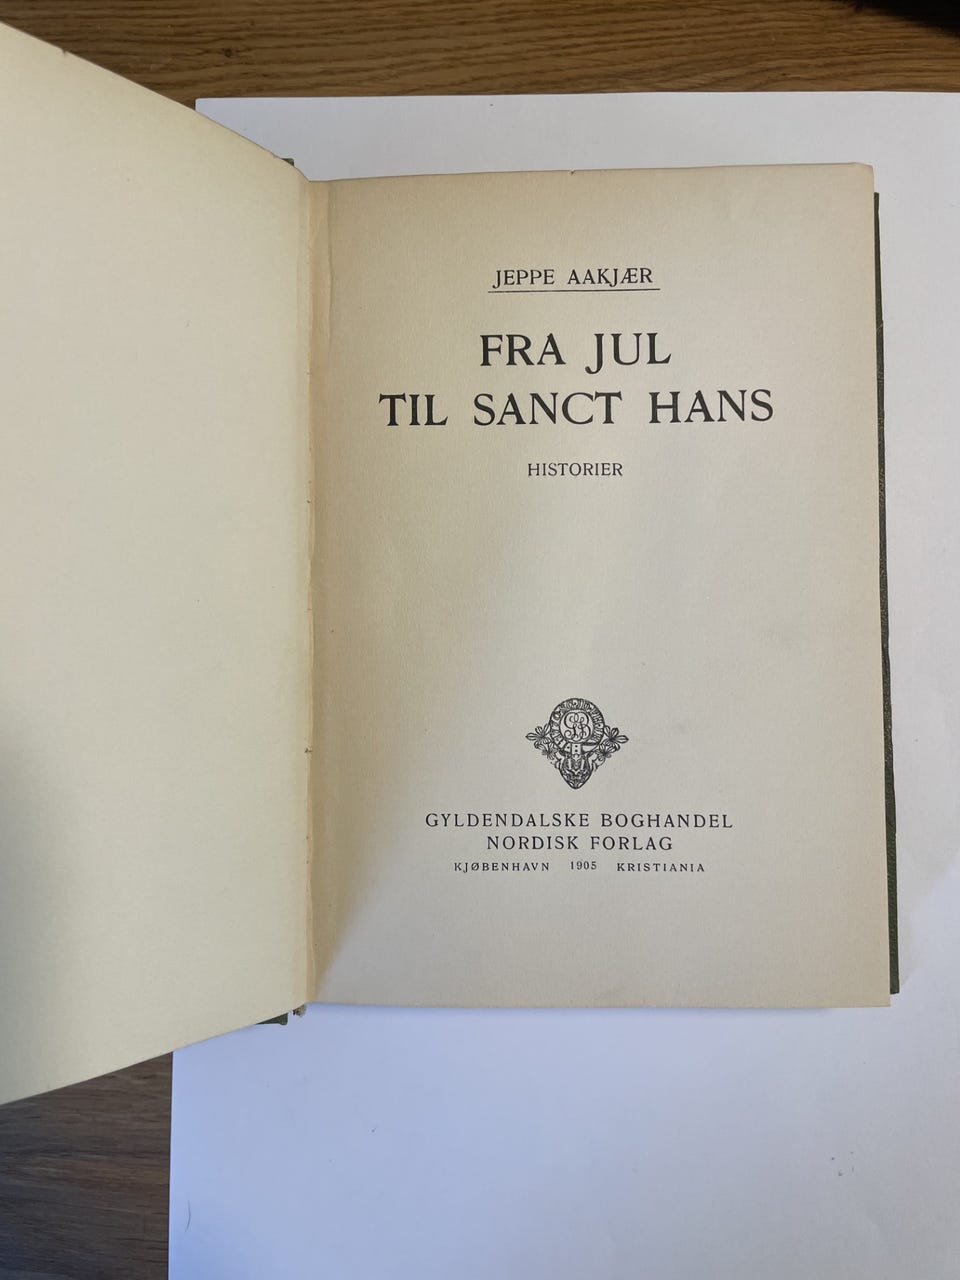 JEPPE AAKJÆR
FRA JUL
TIL SANCT HANS
HISTORIER
GYLDENDALSKE BOGHANDEL
NORDISK FORLAG
KJØBENHAVN 1905 KRISTIANIA